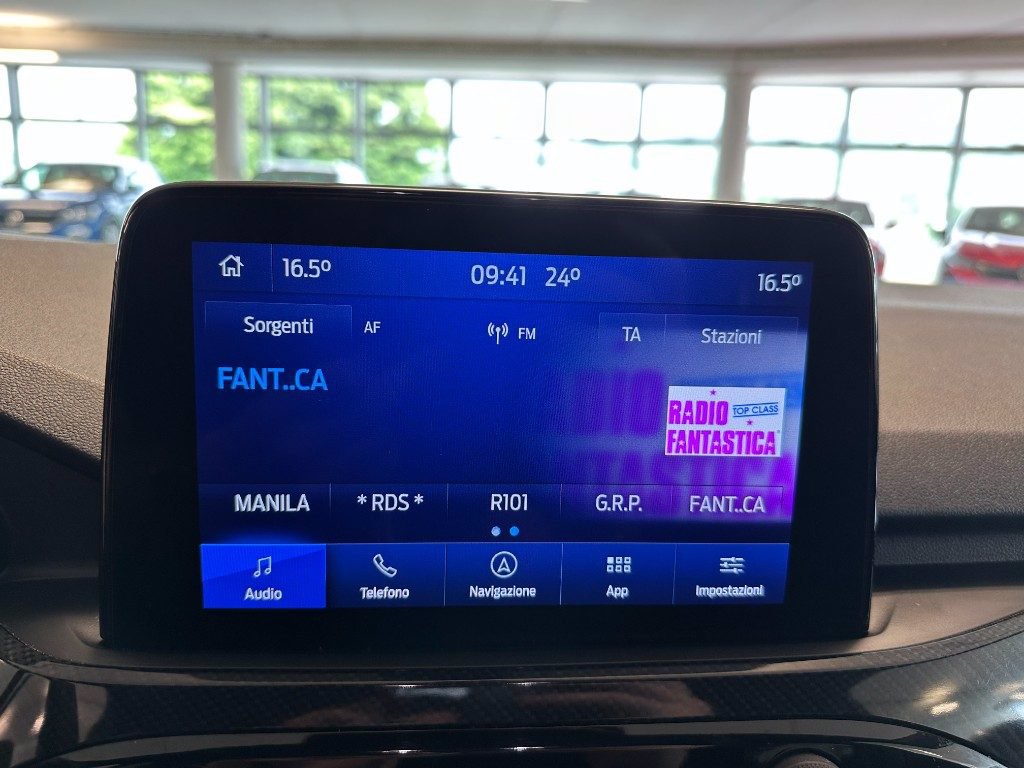 16.5º 09:41 24º 16.5º
Sorgenti AF FM TA Stazioni
FANT..CA
RADIO TOP CLASS
FANTASTICA
MANILA *RDS* R101 G.R.P. FANT..CA
Audio Telefono Navigazione App Impostazioni